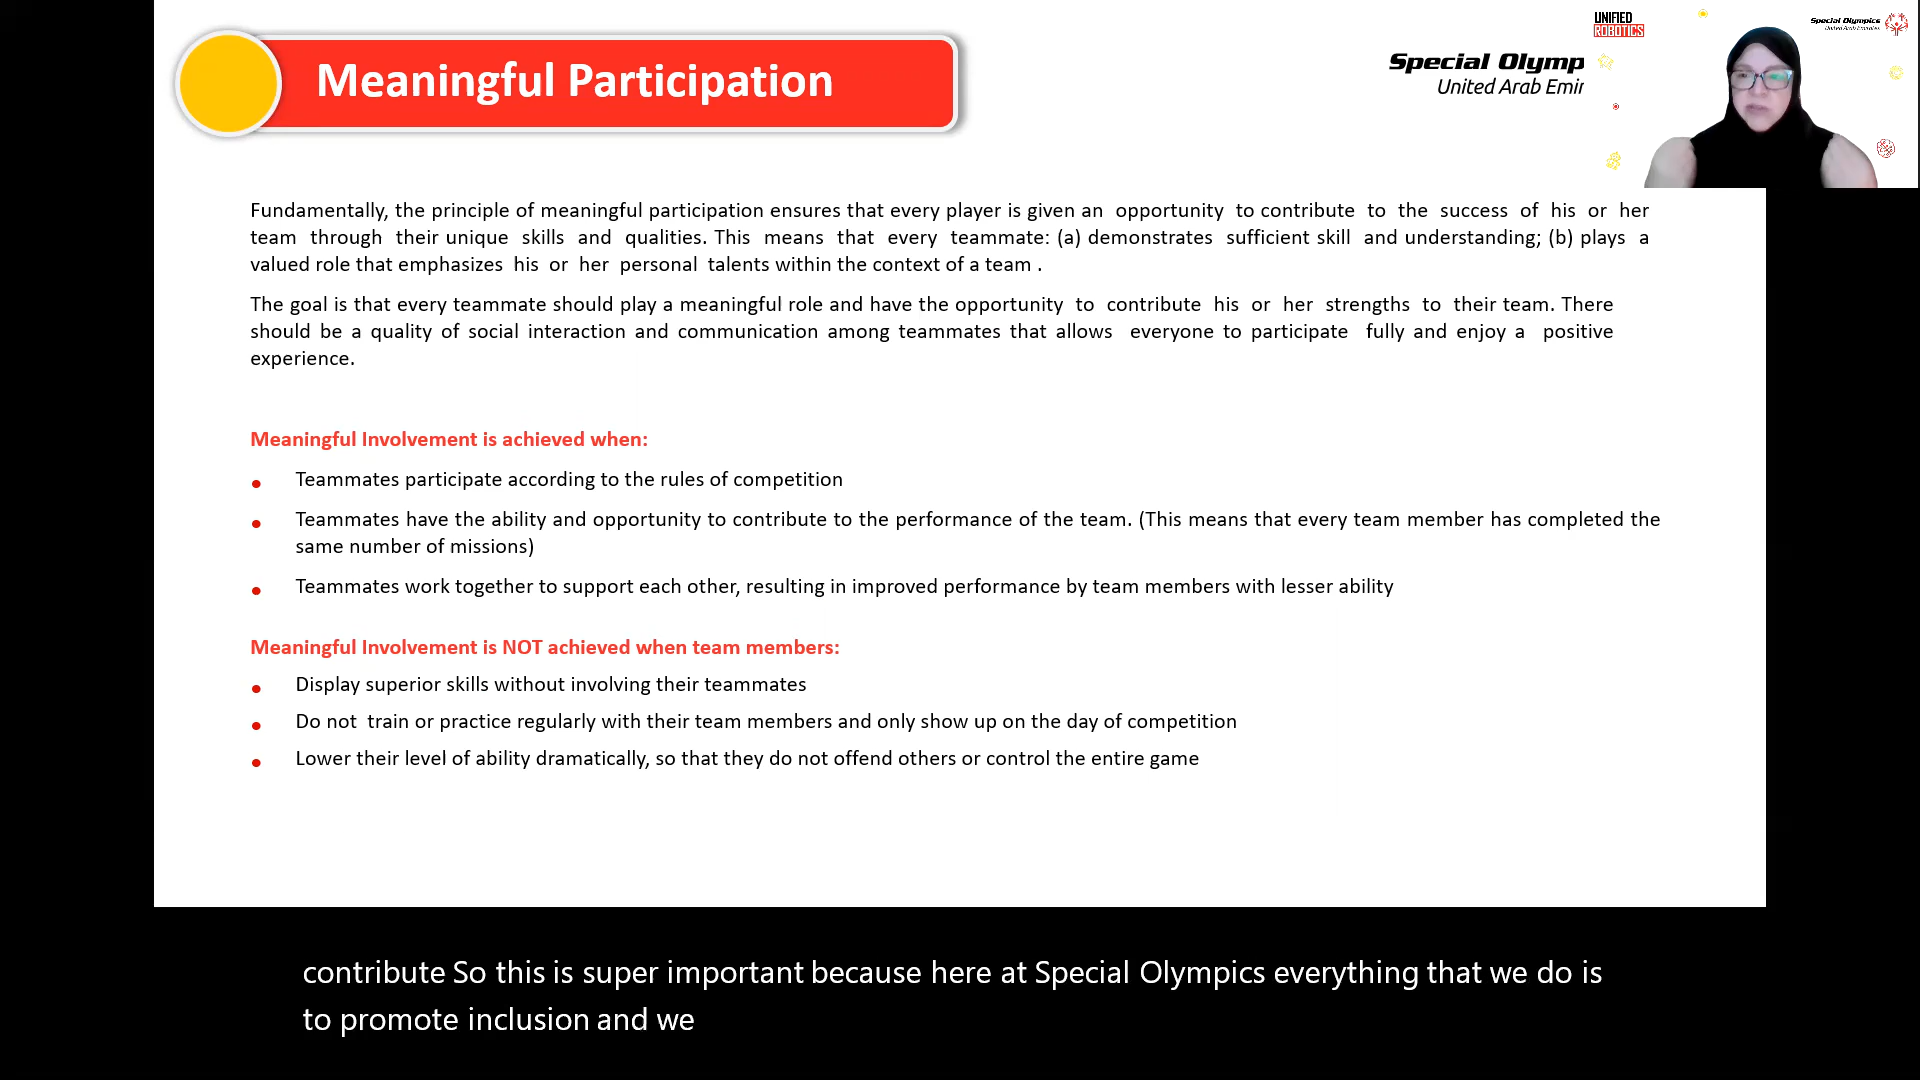 Meaningful Participation
Special Olymp
United Arab Emir
UNIFIED
ROBOTICS
Special Olympics
United Arab Emirates
Fundamentally, the principle of meaningful participation ensures that every player is given an opportunity to contribute to the success of his or her
team through their unique skills and qualities. This means that every teammate: (a) demonstrates sufficient skill and understanding; (b) plays a
valued role that emphasizes his or her personal talents within the context of a team .
The goal is that every teammate should play a meaningful role and have the opportunity to contribute his or her strengths to their team. There
should be a quality of social interaction and communication among teammates that allows everyone to participate fully and enjoy a positive
experience.
Meaningful Involvement is achieved when:
• Teammates participate according to the rules of competition
• Teammates have the ability and opportunity to contribute to the performance of the team. (This means that every team member has completed the
same number of missions)
• Teammates work together to support each other, resulting in improved performance by team members with lesser ability
Meaningful Involvement is NOT achieved when team members:
• Display superior skills without involving their teammates
• Do not train or practice regularly with their team members and only show up on the day of competition
• Lower their level of ability dramatically, so that they do not offend others or control the entire game
contribute So this is super important because here at Special Olympics everything that we do is
to promote inclusion and we